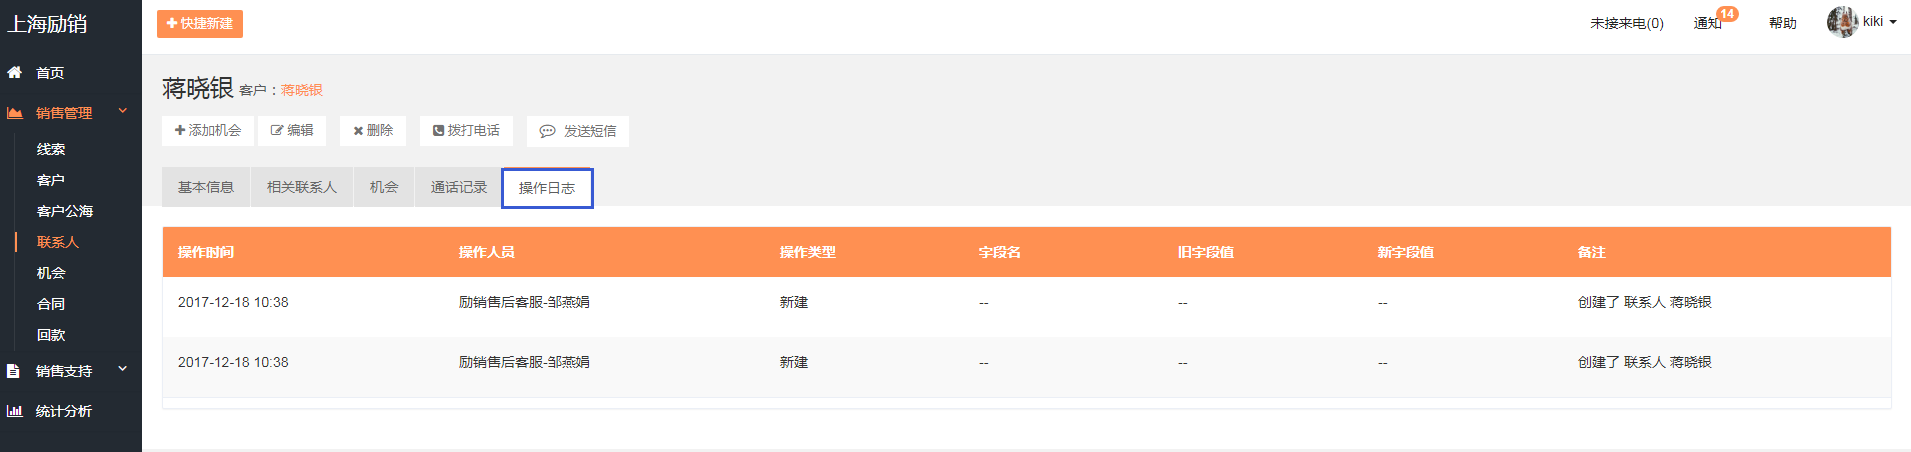 上海励销
快捷新建
未接来电(0) 通知 14 帮助 kiki
首页
销售管理
线索
客户
客户公海
联系人
机会
合同
回款
销售支持
统计分析
蒋晓银 客户：蒋晓银
添加机会 编辑 删除 拨打电话 发送短信
基本信息 相关联系人 机会 通话记录 操作日志
操作时间 操作人员 操作类型 字段名 旧字段值 新字段值 备注
2017-12-18 10:38 励销售后客服-邹燕娟 新建 -- -- -- 创建了 联系人 蒋晓银
2017-12-18 10:38 励销售后客服-邹燕娟 新建 -- -- -- 创建了 联系人 蒋晓银